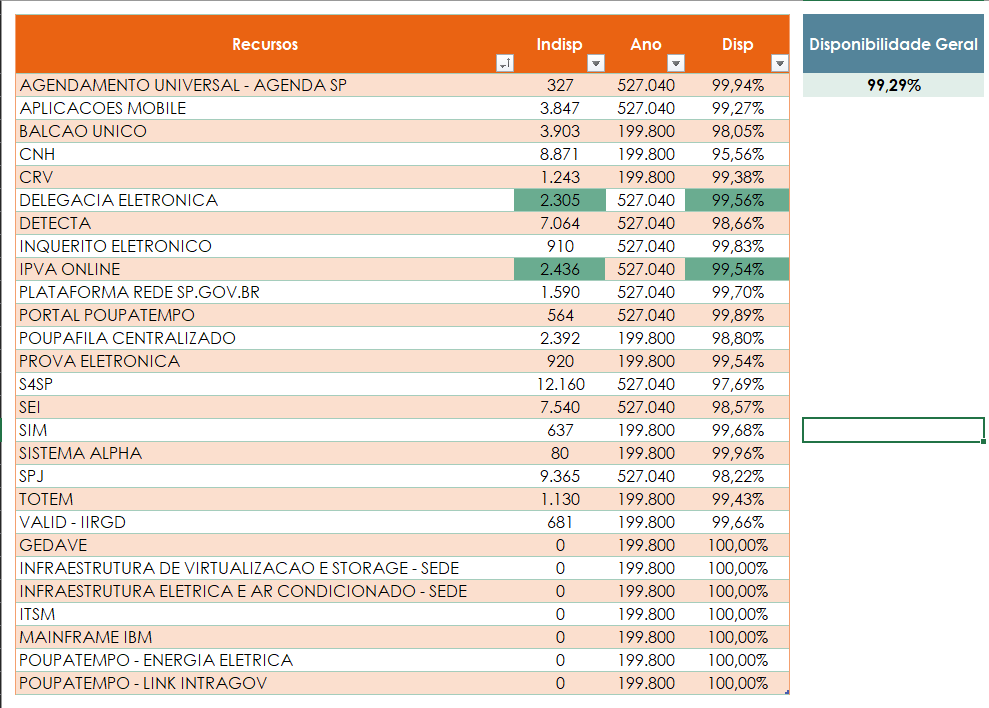 Recursos Indisp Ano Disp Disponibilidade Geral
AGENDAMENTO UNIVERSAL - AGENDA SP 327 527.040 99,94% 99,29%
APLICACOES MOBILE 3.847 527.040 99,27%
BALCAO UNICO 3.903 199.800 98,05%
CNH 8.871 199.800 95,56%
CRV 1.243 199.800 99,38%
DELEGACIA ELETRONICA 2.305 527.040 99,56%
DETECTA 7.064 527.040 98,66%
INQUERITO ELETRONICO 910 527.040 99,83%
IPVA ONLINE 2.436 527.040 99,54%
PLATAFORMA REDE SP.GOV.BR 1.590 527.040 99,70%
PORTAL POUPATEMPO 564 527.040 99,89%
POUPAFILA CENTRALIZADO 2.392 199.800 98,80%
PROVA ELETRONICA 920 199.800 99,54%
S4SP 12.160 527.040 97,69%
SEI 7.540 527.040 98,57%
SIM 637 199.800 99,68%
SISTEMA ALPHA 80 199.800 99,96%
SPJ 9.365 527.040 98,22%
TOTEM 1.130 199.800 99,43%
VALID - IIRGD 681 199.800 99,66%
GEDAVE 0 199.800 100,00%
INFRAESTRUTURA DE VIRTUALIZACAO E STORAGE - SEDE 0 199.800 100,00%
INFRAESTRUTURA ELETRICA E AR CONDICIONADO - SEDE 0 199.800 100,00%
ITSM 0 199.800 100,00%
MAINFRAME IBM 0 199.800 100,00%
POUPATEMPO - ENERGIA ELETRICA 0 199.800 100,00%
POUPATEMPO - LINK INTRAGOV 0 199.800 100,00%